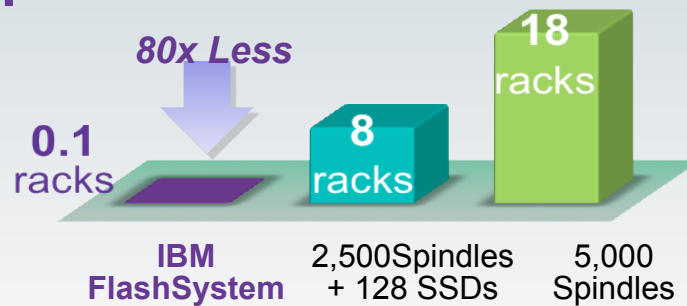 80x Less
0.1
racks
8
racks
18
racks
IBM
FlashSystem
2,500Spindles
+ 128 SSDs
5,000
Spindles